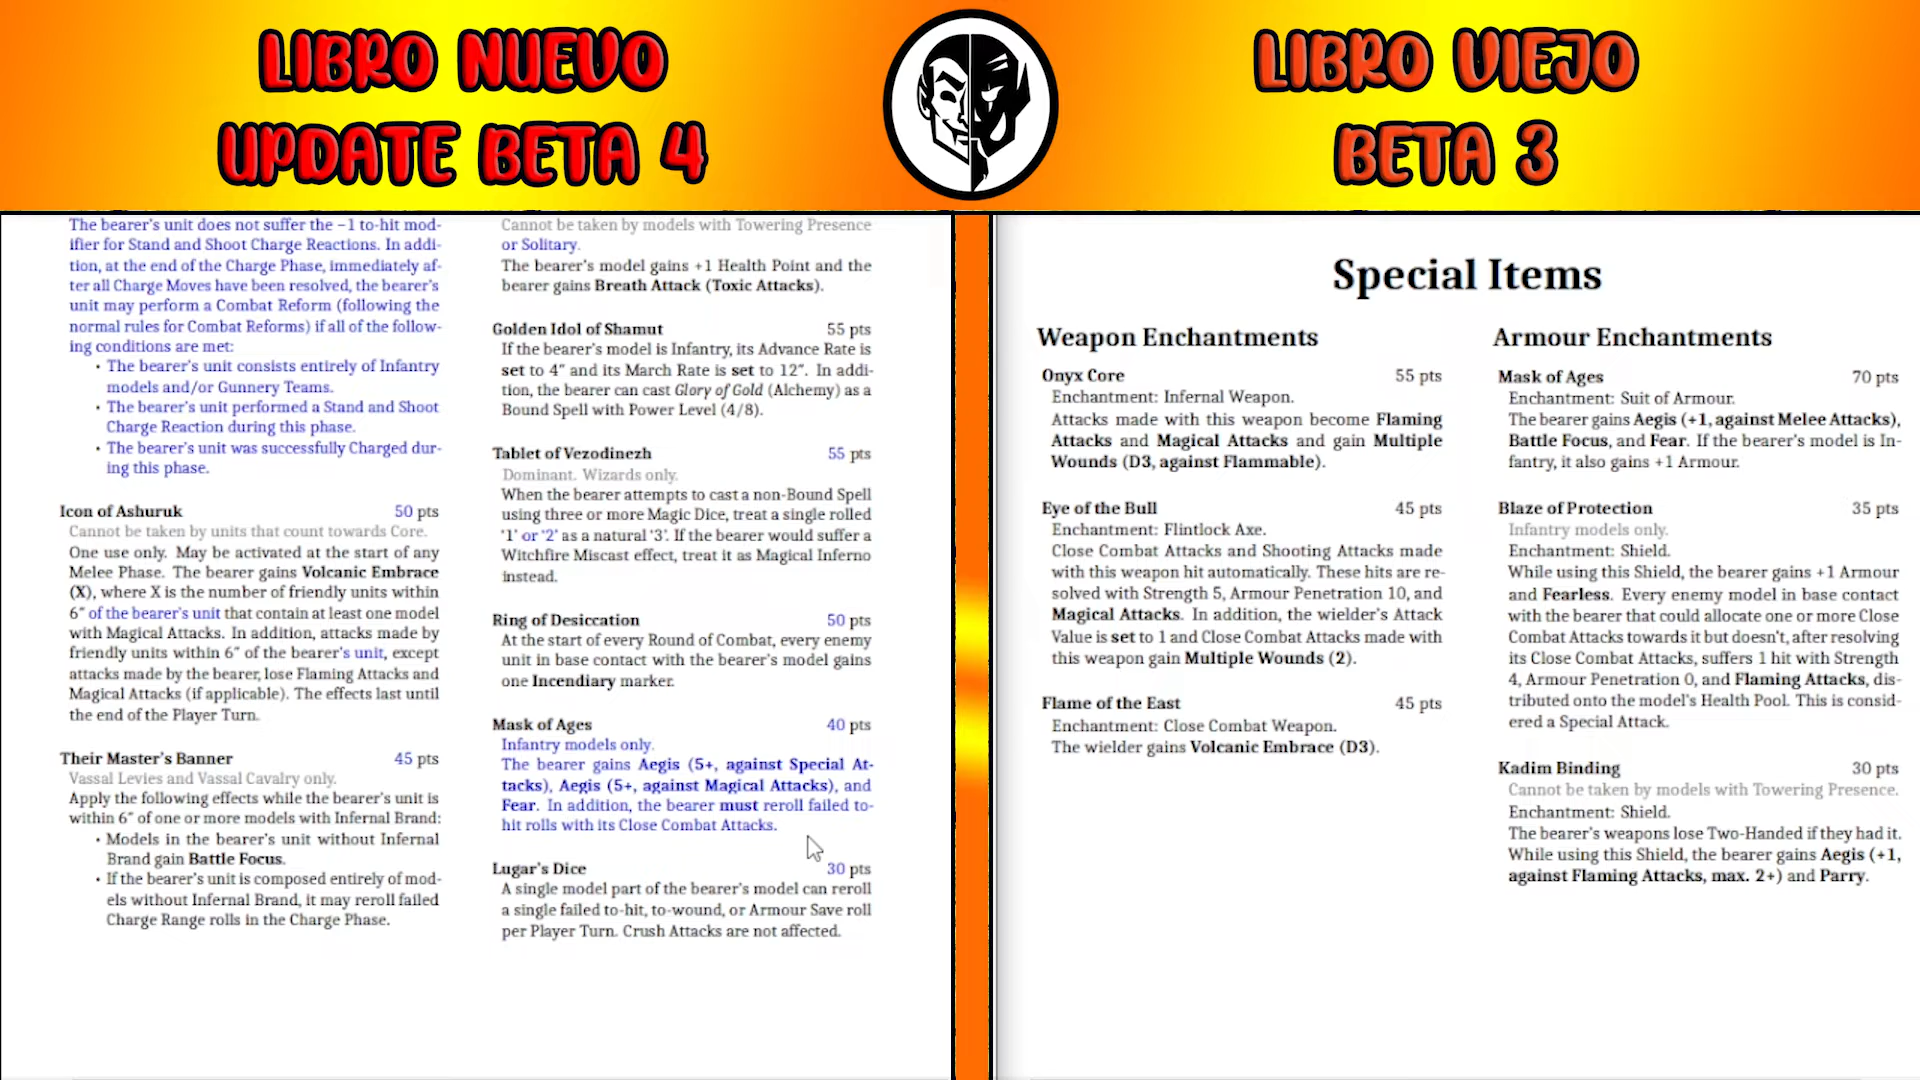 LIBRO NUEVO
UPDATE BETA 4
LIBRO VIEJO
BETA 3
The bearer's unit does not suffer the −1 to-hit mod-
ifier for Stand and Shoot Charge Reactions. In addi-
tion, at the end of the Charge Phase, immediately af-
ter all Charge Moves have been resolved, the bearer's
unit may perform a Combat Reform (following the
normal rules for Combat Reforms) if all of the follow-
ing conditions are met:
• The bearer's unit consists entirely of Infantry
models and/or Gunnery Teams.
• The bearer's unit performed a Stand and Shoot
Charge Reaction during this phase.
• The bearer's unit was successfully Charged dur-
ing this phase.
Icon of Ashuruk 50 pts
Cannot be taken by units that count towards Core.
One use only. May be activated at the start of any
Melee Phase. The bearer gains Volcanic Embrace
(X), where X is the number of friendly units within
6″ of the bearer's unit that contain at least one model
with Magical Attacks. In addition, attacks made by
friendly units within 6″ of the bearer's unit, except
attacks made by the bearer, lose Flaming Attacks and
Magical Attacks (if applicable). The effects last until
the end of the Player Turn.
Their Master's Banner 45 pts
Vassal Levies and Vassal Cavalry only.
Apply the following effects while the bearer's unit is
within 6″ of one or more models with Infernal Brand:
• Models in the bearer's unit without Infernal
Brand gain Battle Focus.
• If the bearer's unit is composed entirely of mod-
els without Infernal Brand, it may reroll failed
Charge Range rolls in the Charge Phase.
Cannot be taken by models with Towering Presence
or Solitary.
The bearer's model gains +1 Health Point and the
bearer gains Breath Attack (Toxic Attacks).
Golden Idol of Shamut 55 pts
If the bearer's model is Infantry, its Advance Rate is
set to 4″ and its March Rate is set to 12″. In addi-
tion, the bearer can cast Glory of Gold (Alchemy) as a
Bound Spell with Power Level (4/8).
Tablet of Vezodinezh 55 pts
Dominant. Wizards only.
When the bearer attempts to cast a non-Bound Spell
using three or more Magic Dice, treat a single rolled
'1' or '2' as a natural '3'. If the bearer would suffer a
Witchfire Miscast effect, treat it as Magical Inferno
instead.
Ring of Desiccation 50 pts
At the start of every Round of Combat, every enemy
unit in base contact with the bearer's model gains
one Incendiary marker.
Mask of Ages 40 pts
Infantry models only.
The bearer gains Aegis (5+, against Special At-
tacks), Aegis (5+, against Magical Attacks), and
Fear. In addition, the bearer must reroll failed to-
hit rolls with its Close Combat Attacks.
Lugar's Dice 30 pts
A single model part of the bearer's model can reroll
a single failed to-hit, to-wound, or Armour Save roll
per Player Turn. Crush Attacks are not affected.
Special Items
Weapon Enchantments
Onyx Core 55 pts
Enchantment: Infernal Weapon.
Attacks made with this weapon become Flaming
Attacks and Magical Attacks and gain Multiple
Wounds (D3, against Flammable).
Eye of the Bull 45 pts
Enchantment: Flintlock Axe.
Close Combat Attacks and Shooting Attacks made
with this weapon hit automatically. These hits are re-
solved with Strength 5, Armour Penetration 10, and
Magical Attacks. In addition, the wielder's Attack
Value is set to 1 and Close Combat Attacks made with
this weapon gain Multiple Wounds (2).
Flame of the East 45 pts
Enchantment: Close Combat Weapon.
The wielder gains Volcanic Embrace (D3).
Armour Enchantments
Mask of Ages 70 pts
Enchantment: Suit of Armour.
The bearer gains Aegis (+1, against Melee Attacks),
Battle Focus, and Fear. If the bearer's model is In-
fantry, it also gains +1 Armour.
Blaze of Protection 35 pts
Infantry models only.
Enchantment: Shield.
While using this Shield, the bearer gains +1 Armour
and Fearless. Every enemy model in base contact
with the bearer that could allocate one or more Close
Combat Attacks towards it but doesn't, after resolving
its Close Combat Attacks, suffers 1 hit with Strength
4, Armour Penetration 0, and Flaming Attacks, dis-
tributed onto the model's Health Pool. This is consid-
ered a Special Attack.
Kadim Binding 30 pts
Cannot be taken by models with Towering Presence.
Enchantment: Shield.
The bearer's weapons lose Two-Handed if they had it.
While using this Shield, the bearer gains Aegis (+1,
against Flaming Attacks, max. 2+) and Parry.